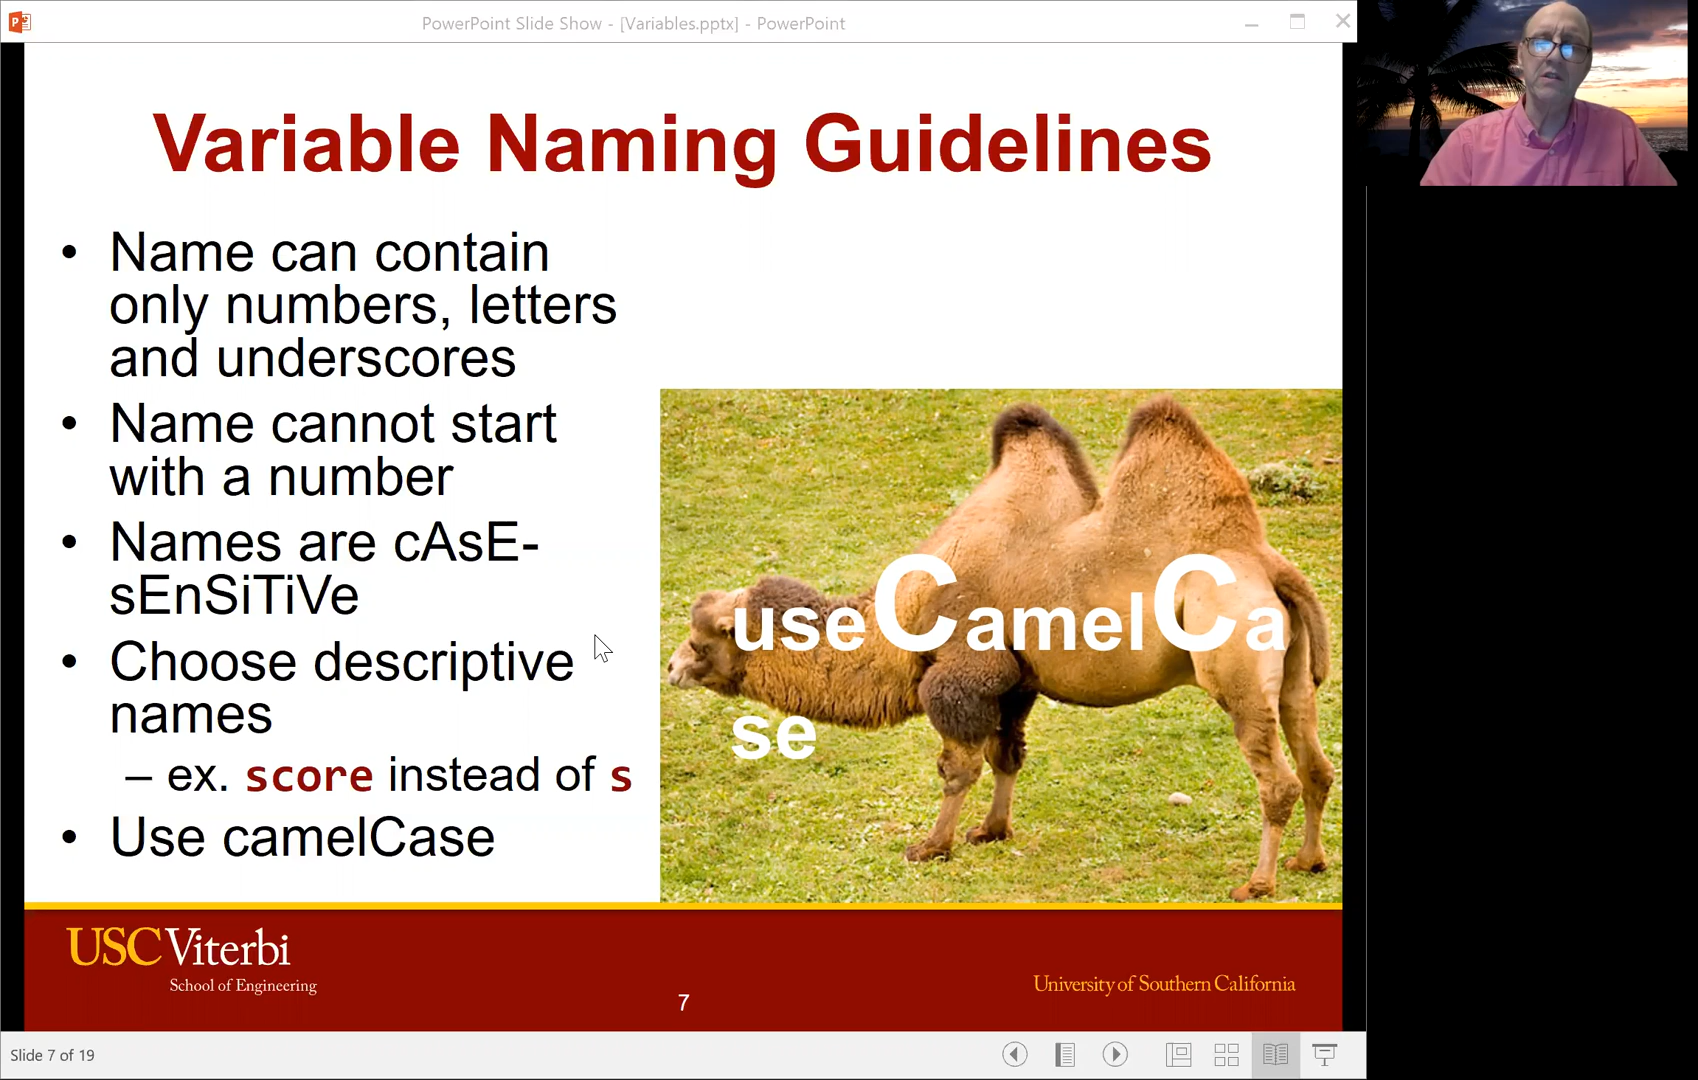 PowerPoint Slide Show - [Variables.pptx] - PowerPoint
Variable Naming Guidelines
• Name can contain
only numbers, letters
and underscores
• Name cannot start
with a number
• Names are cAsE-
sEnSiTiVe
• Choose descriptive
names
– ex. score instead of s
• Use camelCase
useCamelCa
se
USC Viterbi
School of Engineering
University of Southern California
7
Slide 7 of 19